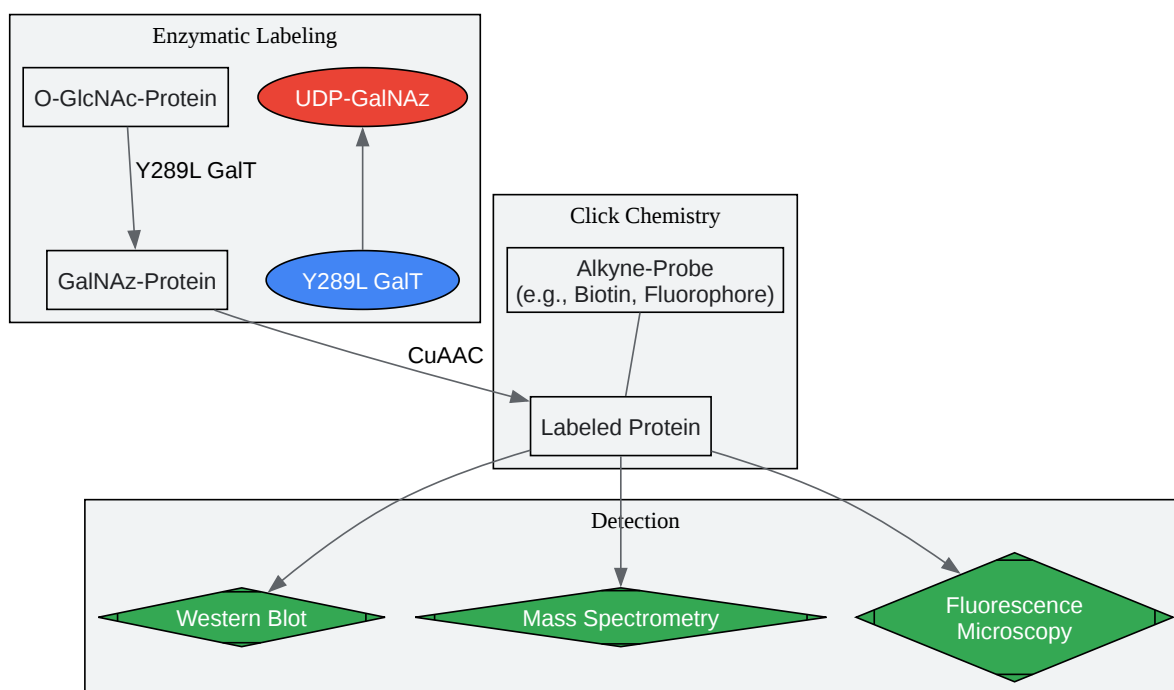 Enzymatic Labeling
O-GlcNAc-Protein
UDP-GalNAz
Y289L GalT
GalNAz-Protein
Y289L GalT
Click Chemistry
Alkyne-Probe
(e.g., Biotin, Fluorophore)
CuAAC
Labeled Protein
Detection
Western Blot
Mass Spectrometry
Fluorescence
Microscopy